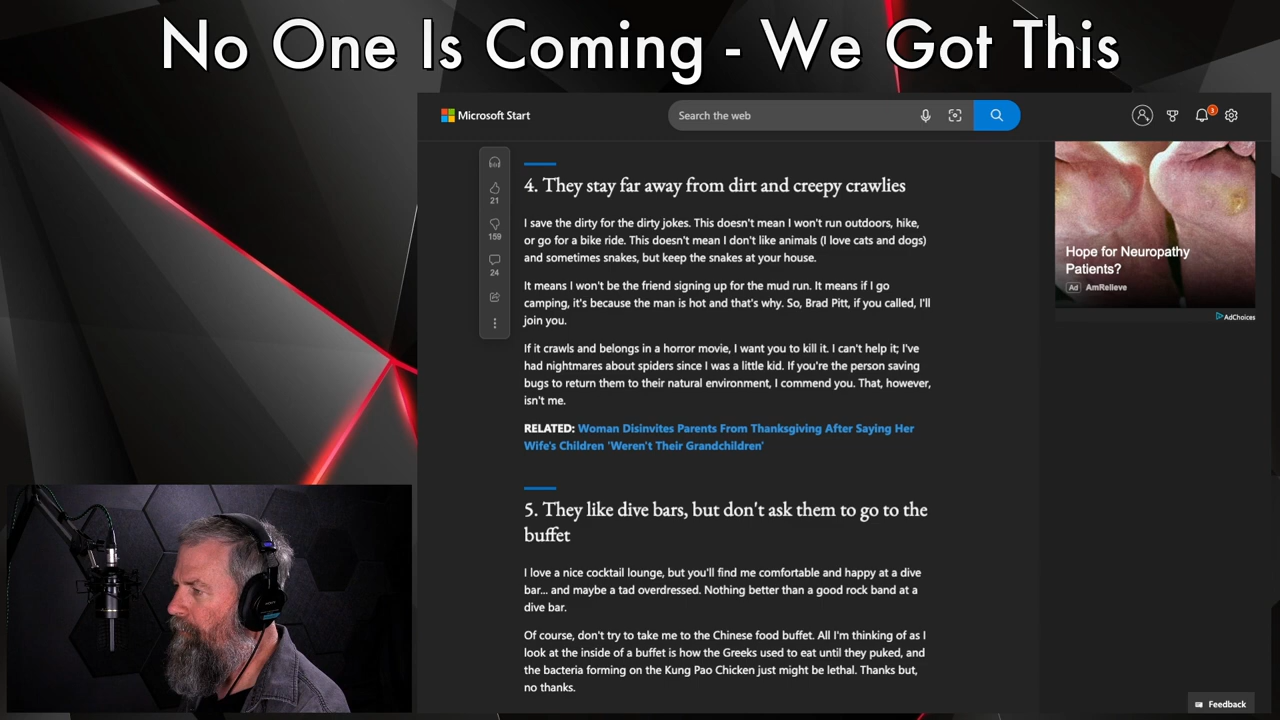 No One Is Coming - We Got This
Microsoft Start
Search the web
3
21
159
24
4. They stay far away from dirt and creepy crawlies
I save the dirty for the dirty jokes. This doesn't mean I won't run outdoors, hike,
or go for a bike ride. This doesn't mean I don't like animals (I love cats and dogs)
and sometimes snakes, but keep the snakes at your house.
It means I won't be the friend signing up for the mud run. It means if I go
camping, it's because the man is hot and that's why. So, Brad Pitt, if you called, I'll
join you.
If it crawls and belongs in a horror movie, I want you to kill it. I can't help it; I've
had nightmares about spiders since I was a little kid. If you're the person saving
bugs to return them to their natural environment, I commend you. That, however,
isn't me.
RELATED: Woman Disinvites Parents From Thanksgiving After Saying Her
Wife's Children 'Weren't Their Grandchildren'
5. They like dive bars, but don't ask them to go to the
buffet
I love a nice cocktail lounge, but you'll find me comfortable and happy at a dive
bar... and maybe a tad overdressed. Nothing better than a good rock band at a
dive bar.
Of course, don't try to take me to the Chinese food buffet. All I'm thinking of as I
look at the inside of a buffet is how the Greeks used to eat until they puked, and
the bacteria forming on the Kung Pao Chicken just might be lethal. Thanks but,
no thanks.
Hope for Neuropathy
Patients?
Ad AmRelieve
AdChoices
Feedback